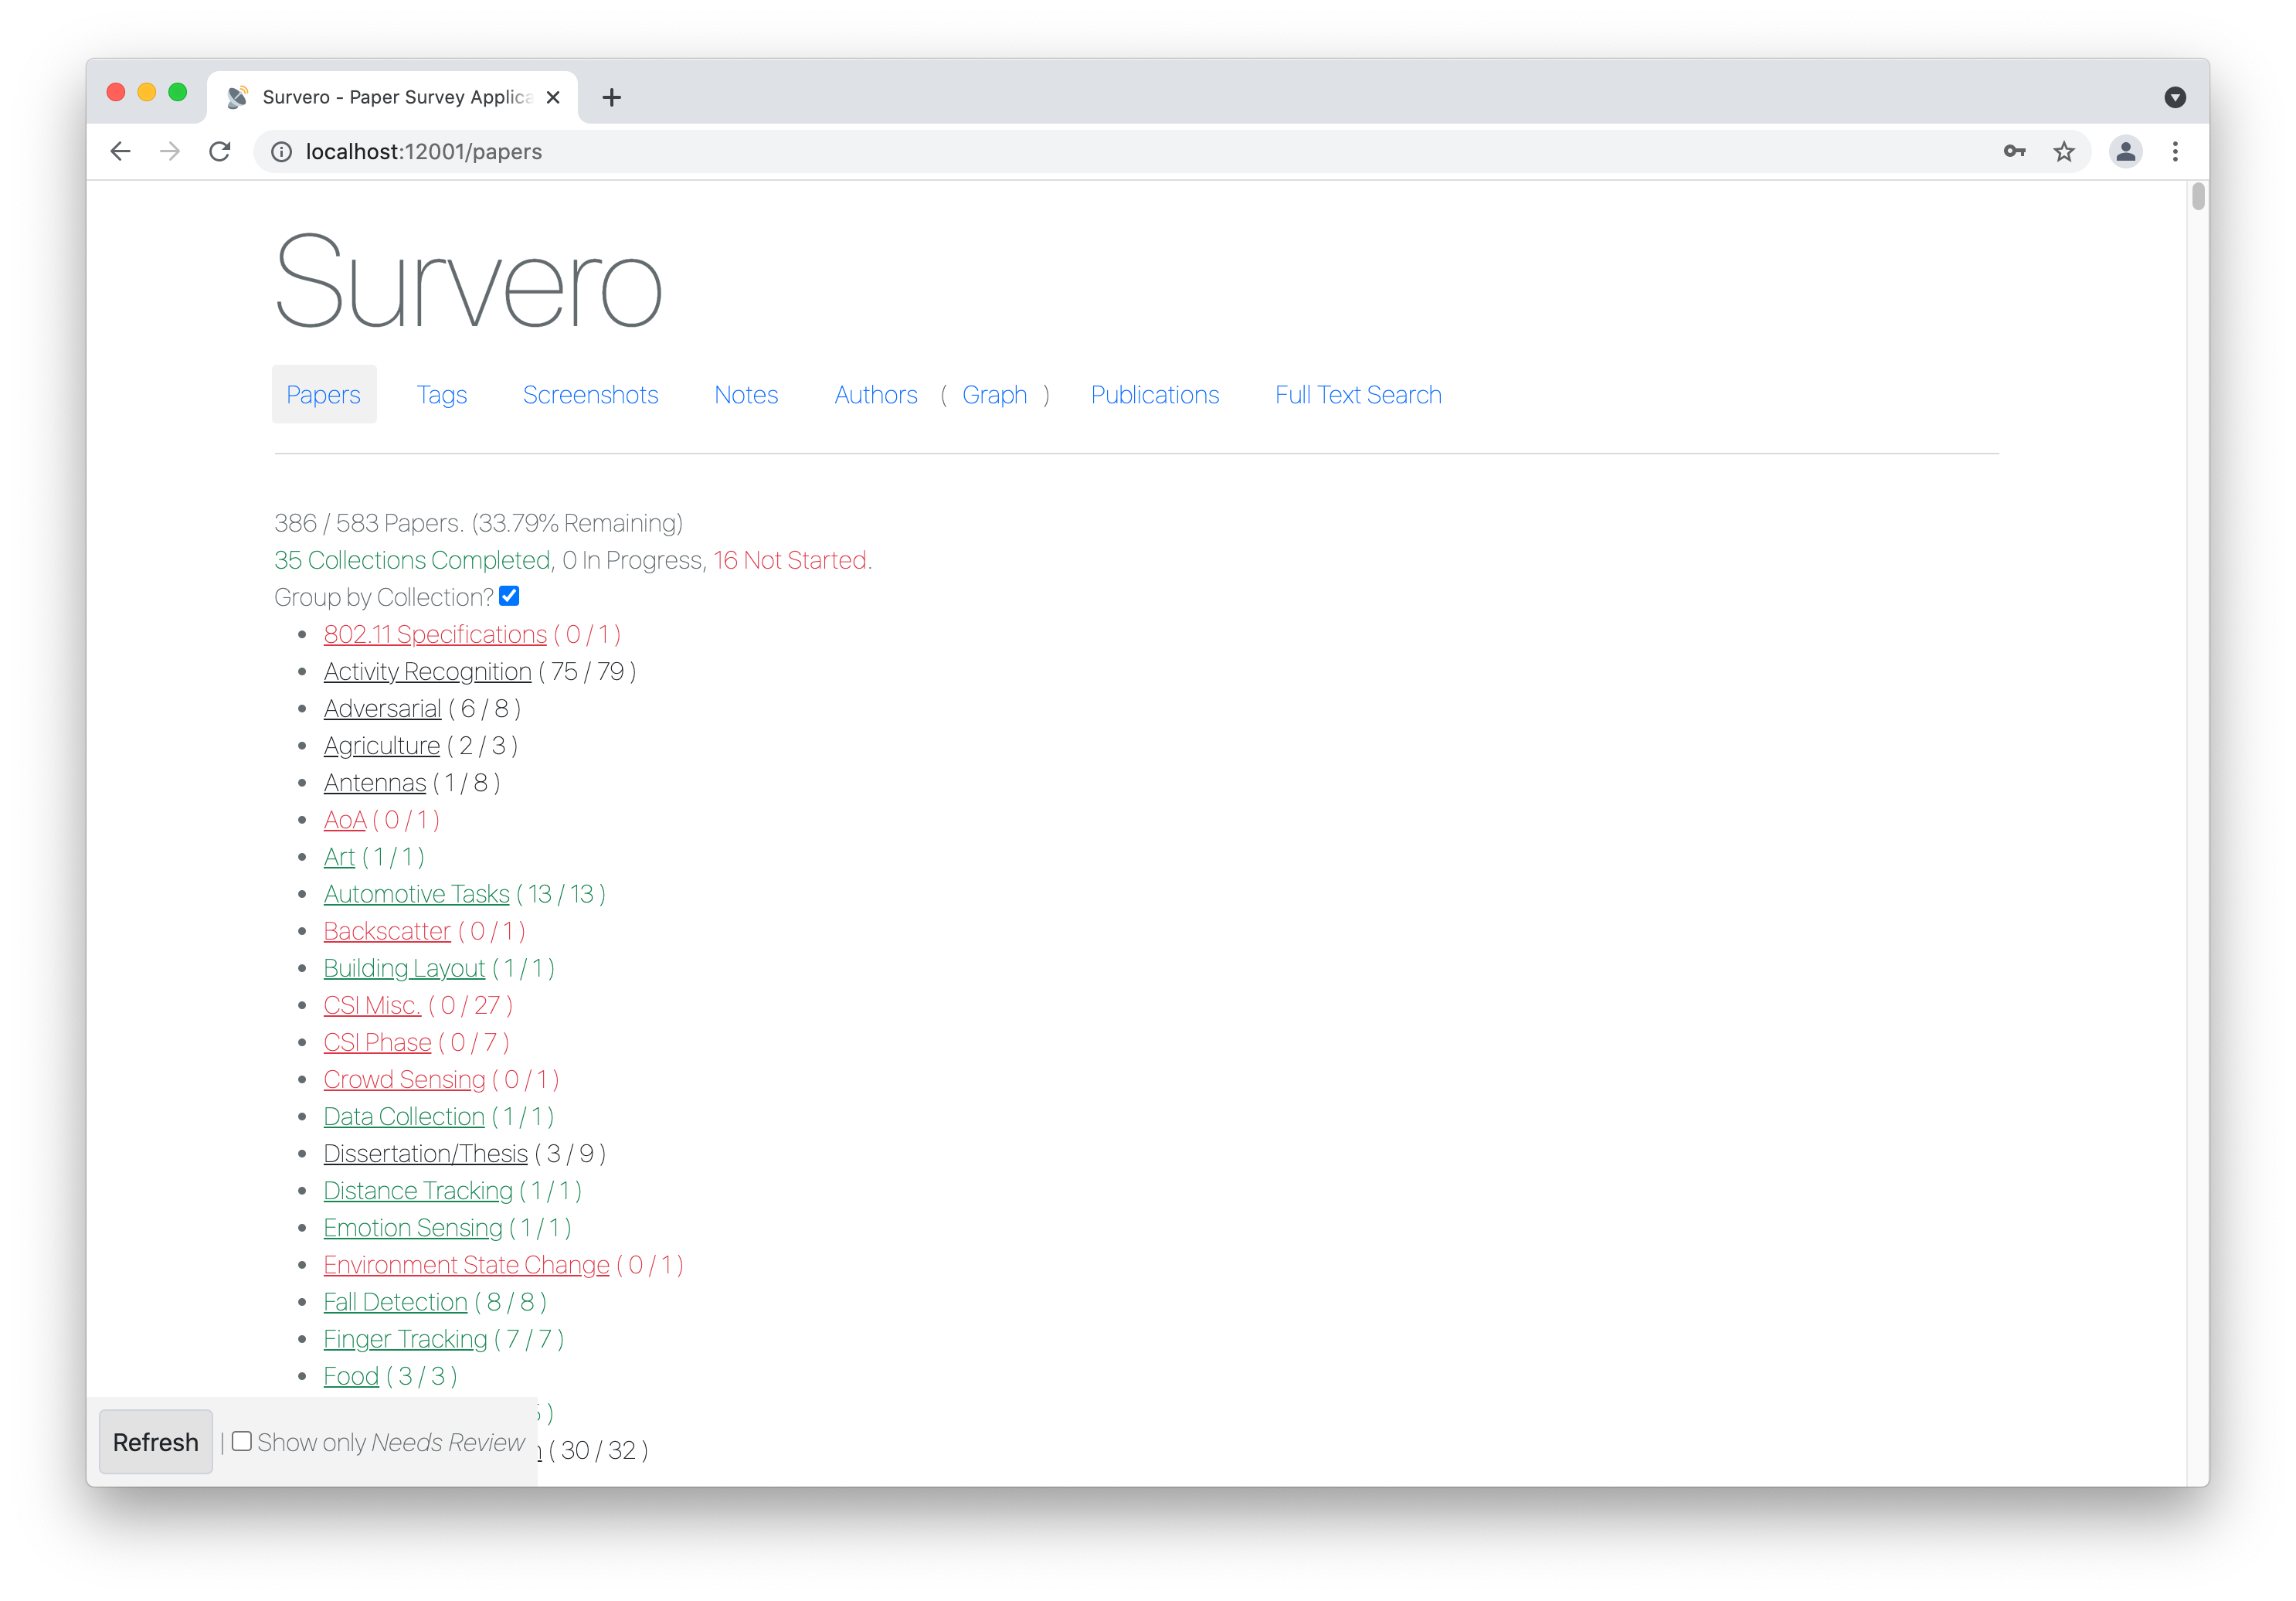 Survero - Paper Survey Applica
localhost:12001/papers
Survero
Papers Tags Screenshots Notes Authors ( Graph ) Publications Full Text Search
386 / 583 Papers. (33.79% Remaining)
35 Collections Completed, 0 In Progress, 16 Not Started.
Group by Collection?
802.11 Specifications ( 0 / 1 )
Activity Recognition ( 75 / 79 )
Adversarial ( 6 / 8 )
Agriculture ( 2 / 3 )
Antennas ( 1 / 8 )
AoA ( 0 / 1 )
Art ( 1 / 1 )
Automotive Tasks ( 13 / 13 )
Backscatter ( 0 / 1 )
Building Layout ( 1 / 1 )
CSI Misc. ( 0 / 27 )
CSI Phase ( 0 / 7 )
Crowd Sensing ( 0 / 1 )
Data Collection ( 1 / 1 )
Dissertation/Thesis ( 3 / 9 )
Distance Tracking ( 1 / 1 )
Emotion Sensing ( 1 / 1 )
Environment State Change ( 0 / 1 )
Fall Detection ( 8 / 8 )
Finger Tracking ( 7 / 7 )
Food ( 3 / 3 )
( 30 / 32 )
Refresh | Show only Needs Review